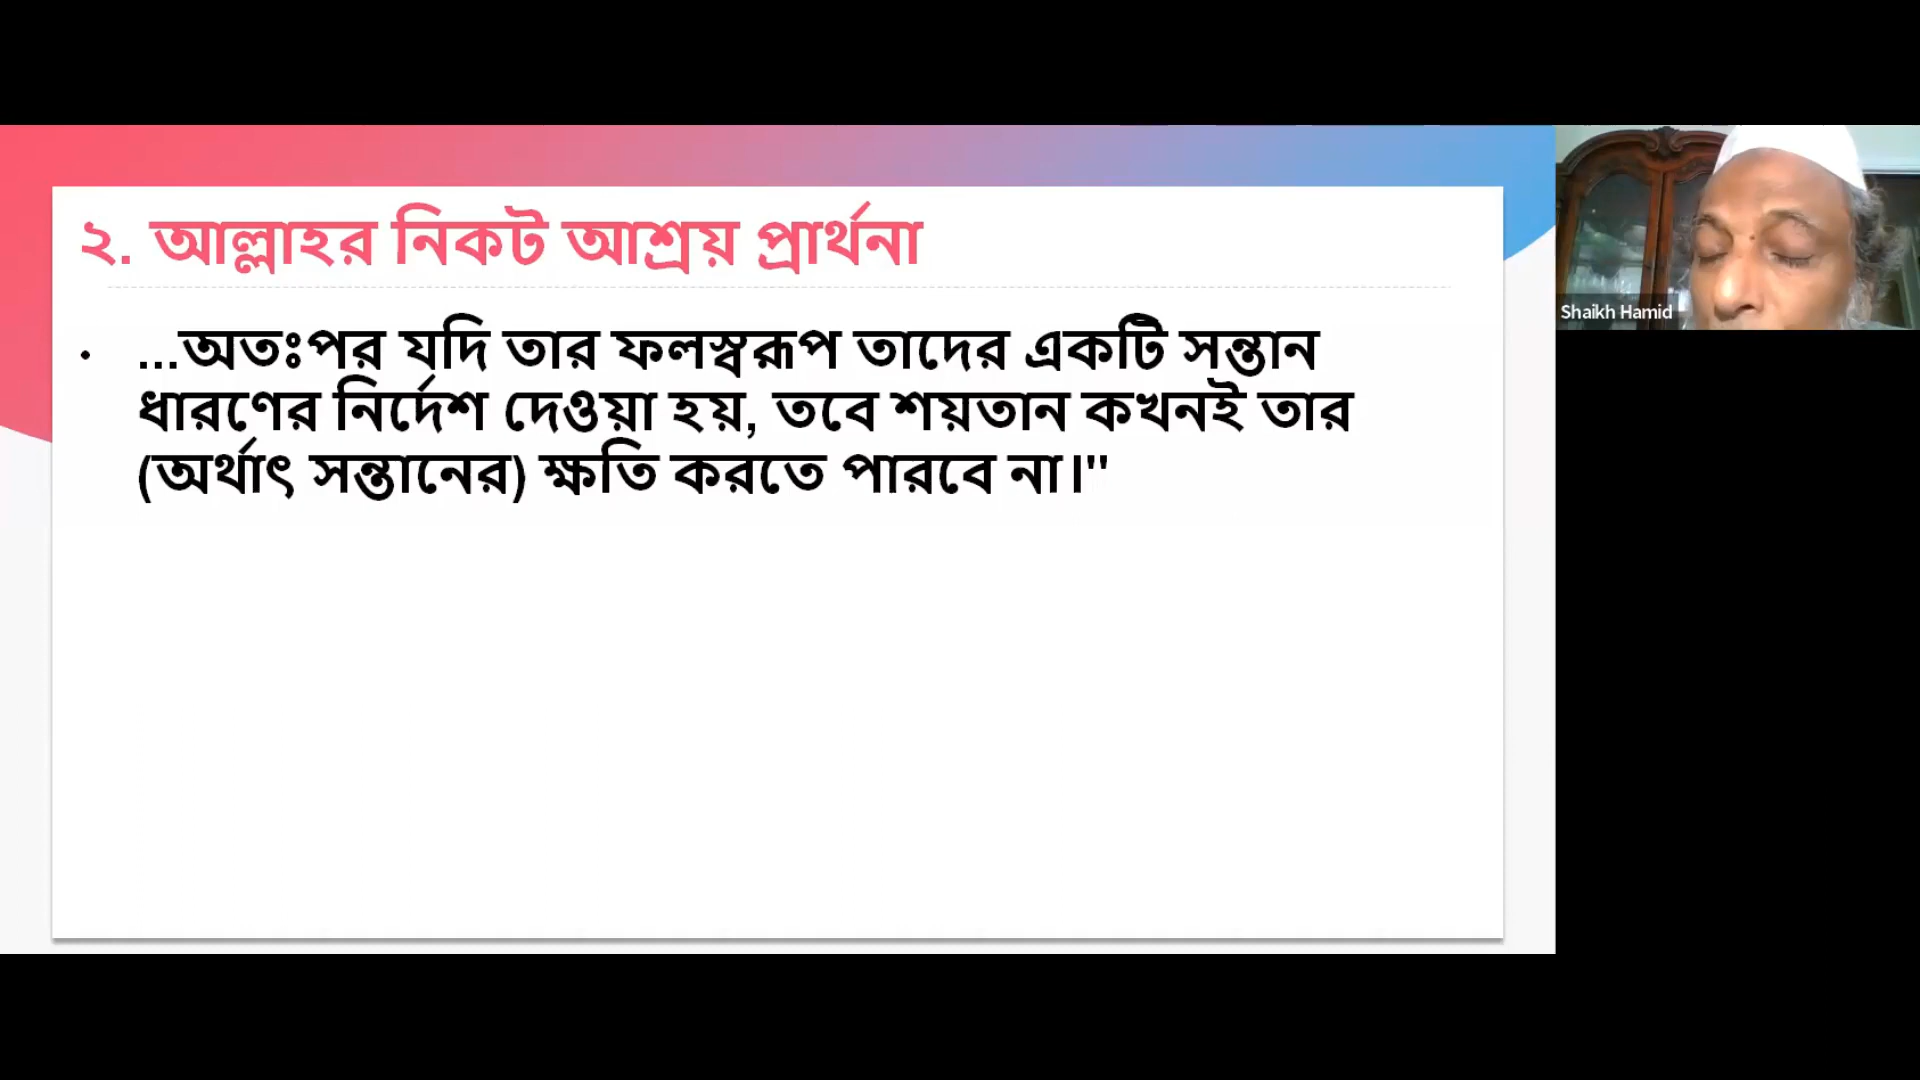 ২. আল্লাহর নিকট আশ্রয় প্রার্থনা
• ...অতঃপর যদি তার ফলস্বরূপ তাদের একটি সন্তান
ধারণের নির্দেশ দেওয়া হয়, তবে শয়তান কখনই তার
(অর্থাৎ সন্তানের) ক্ষতি করতে পারবে না।"
Shaikh Hamid